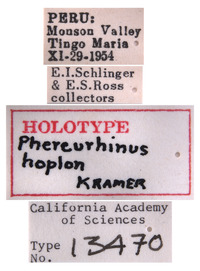 PERU:
Monson Valley
Tingo Maria
XI-29-1954
E.I.Schlinger
& E.S.Ross
collectors
HOLOTYPE
Phereurhinus
hoplon
KRAMER
California Academy
of Sciences
Type
No. 13470